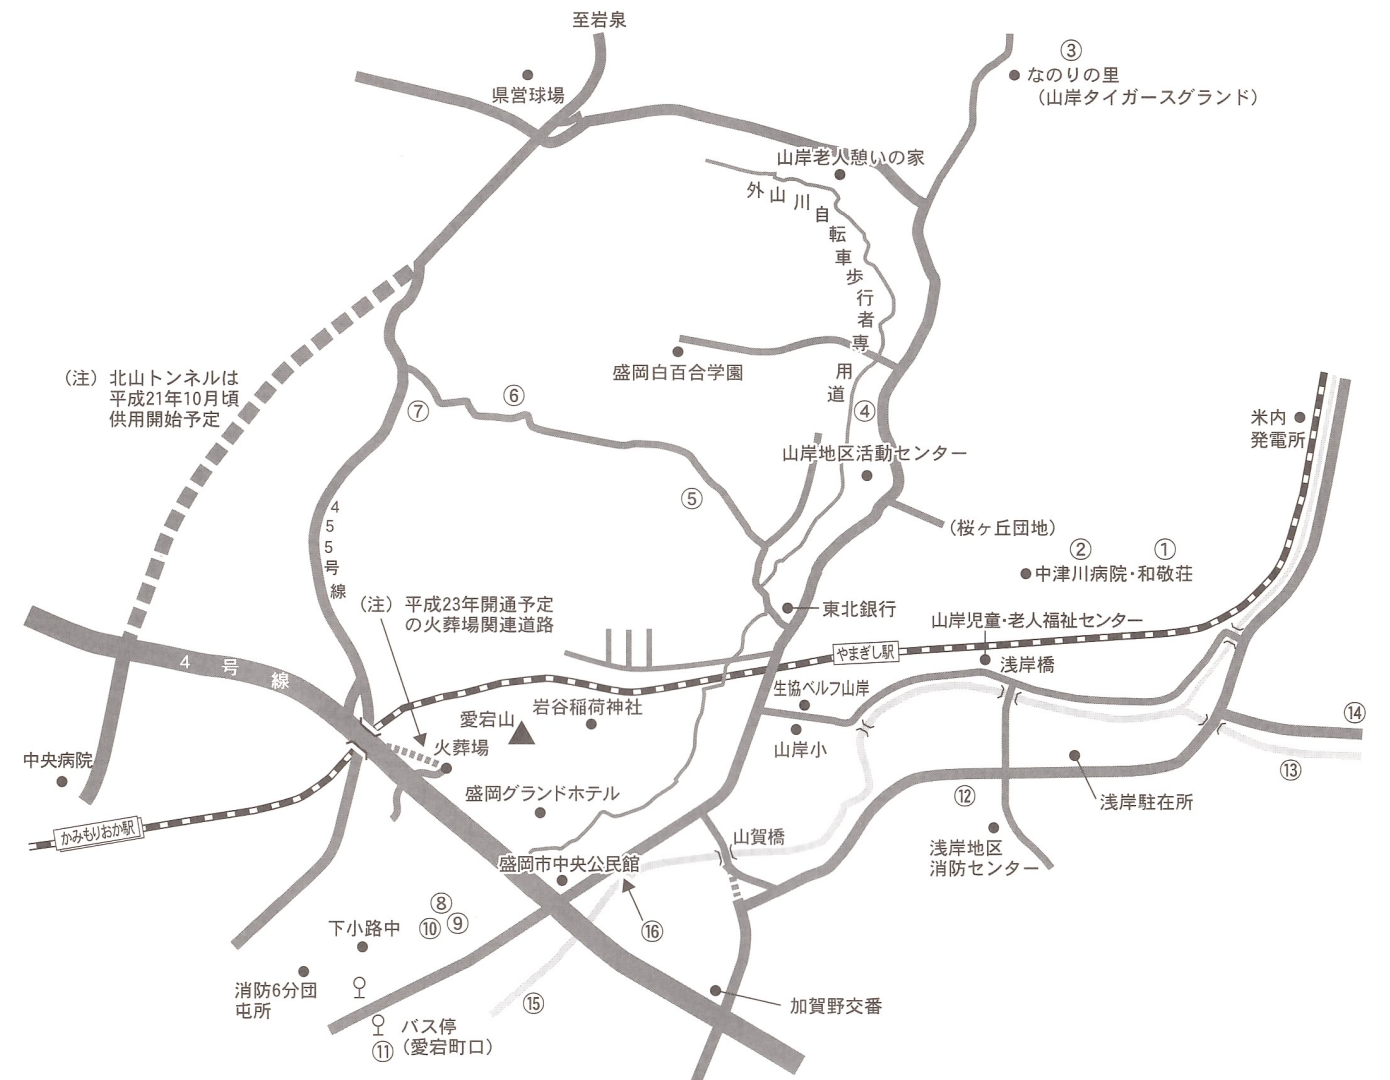 至岩泉
県営球場
③
なのりの里
（山岸タイガースグランド）
山岸老人憩いの家
外山川自転車歩行者専用道
盛岡白百合学園
（注）北山トンネルは
平成21年10月頃
供用開始予定
⑦
⑥
④
米内
発電所
山岸地区活動センター
⑤
455号線
（桜ヶ丘団地）
②
①
中津川病院・和敬荘
（注）平成23年開通予定
の火葬場関連道路
東北銀行
山岸児童・老人福祉センター
4号線
やまぎし駅
浅岸橋
生協ベルフ山岸
岩谷稲荷神社
愛宕山
火葬場
山岸小
⑭
⑬
中央病院
盛岡グランドホテル
⑫
浅岸駐在所
かみもりおか駅
山賀橋
浅岸地区
消防センター
盛岡市中央公民館
⑧
⑨
⑩
⑯
下小路中
消防6分団
屯所
⑮
加賀野交番
バス停
⑪
（愛宕町口）